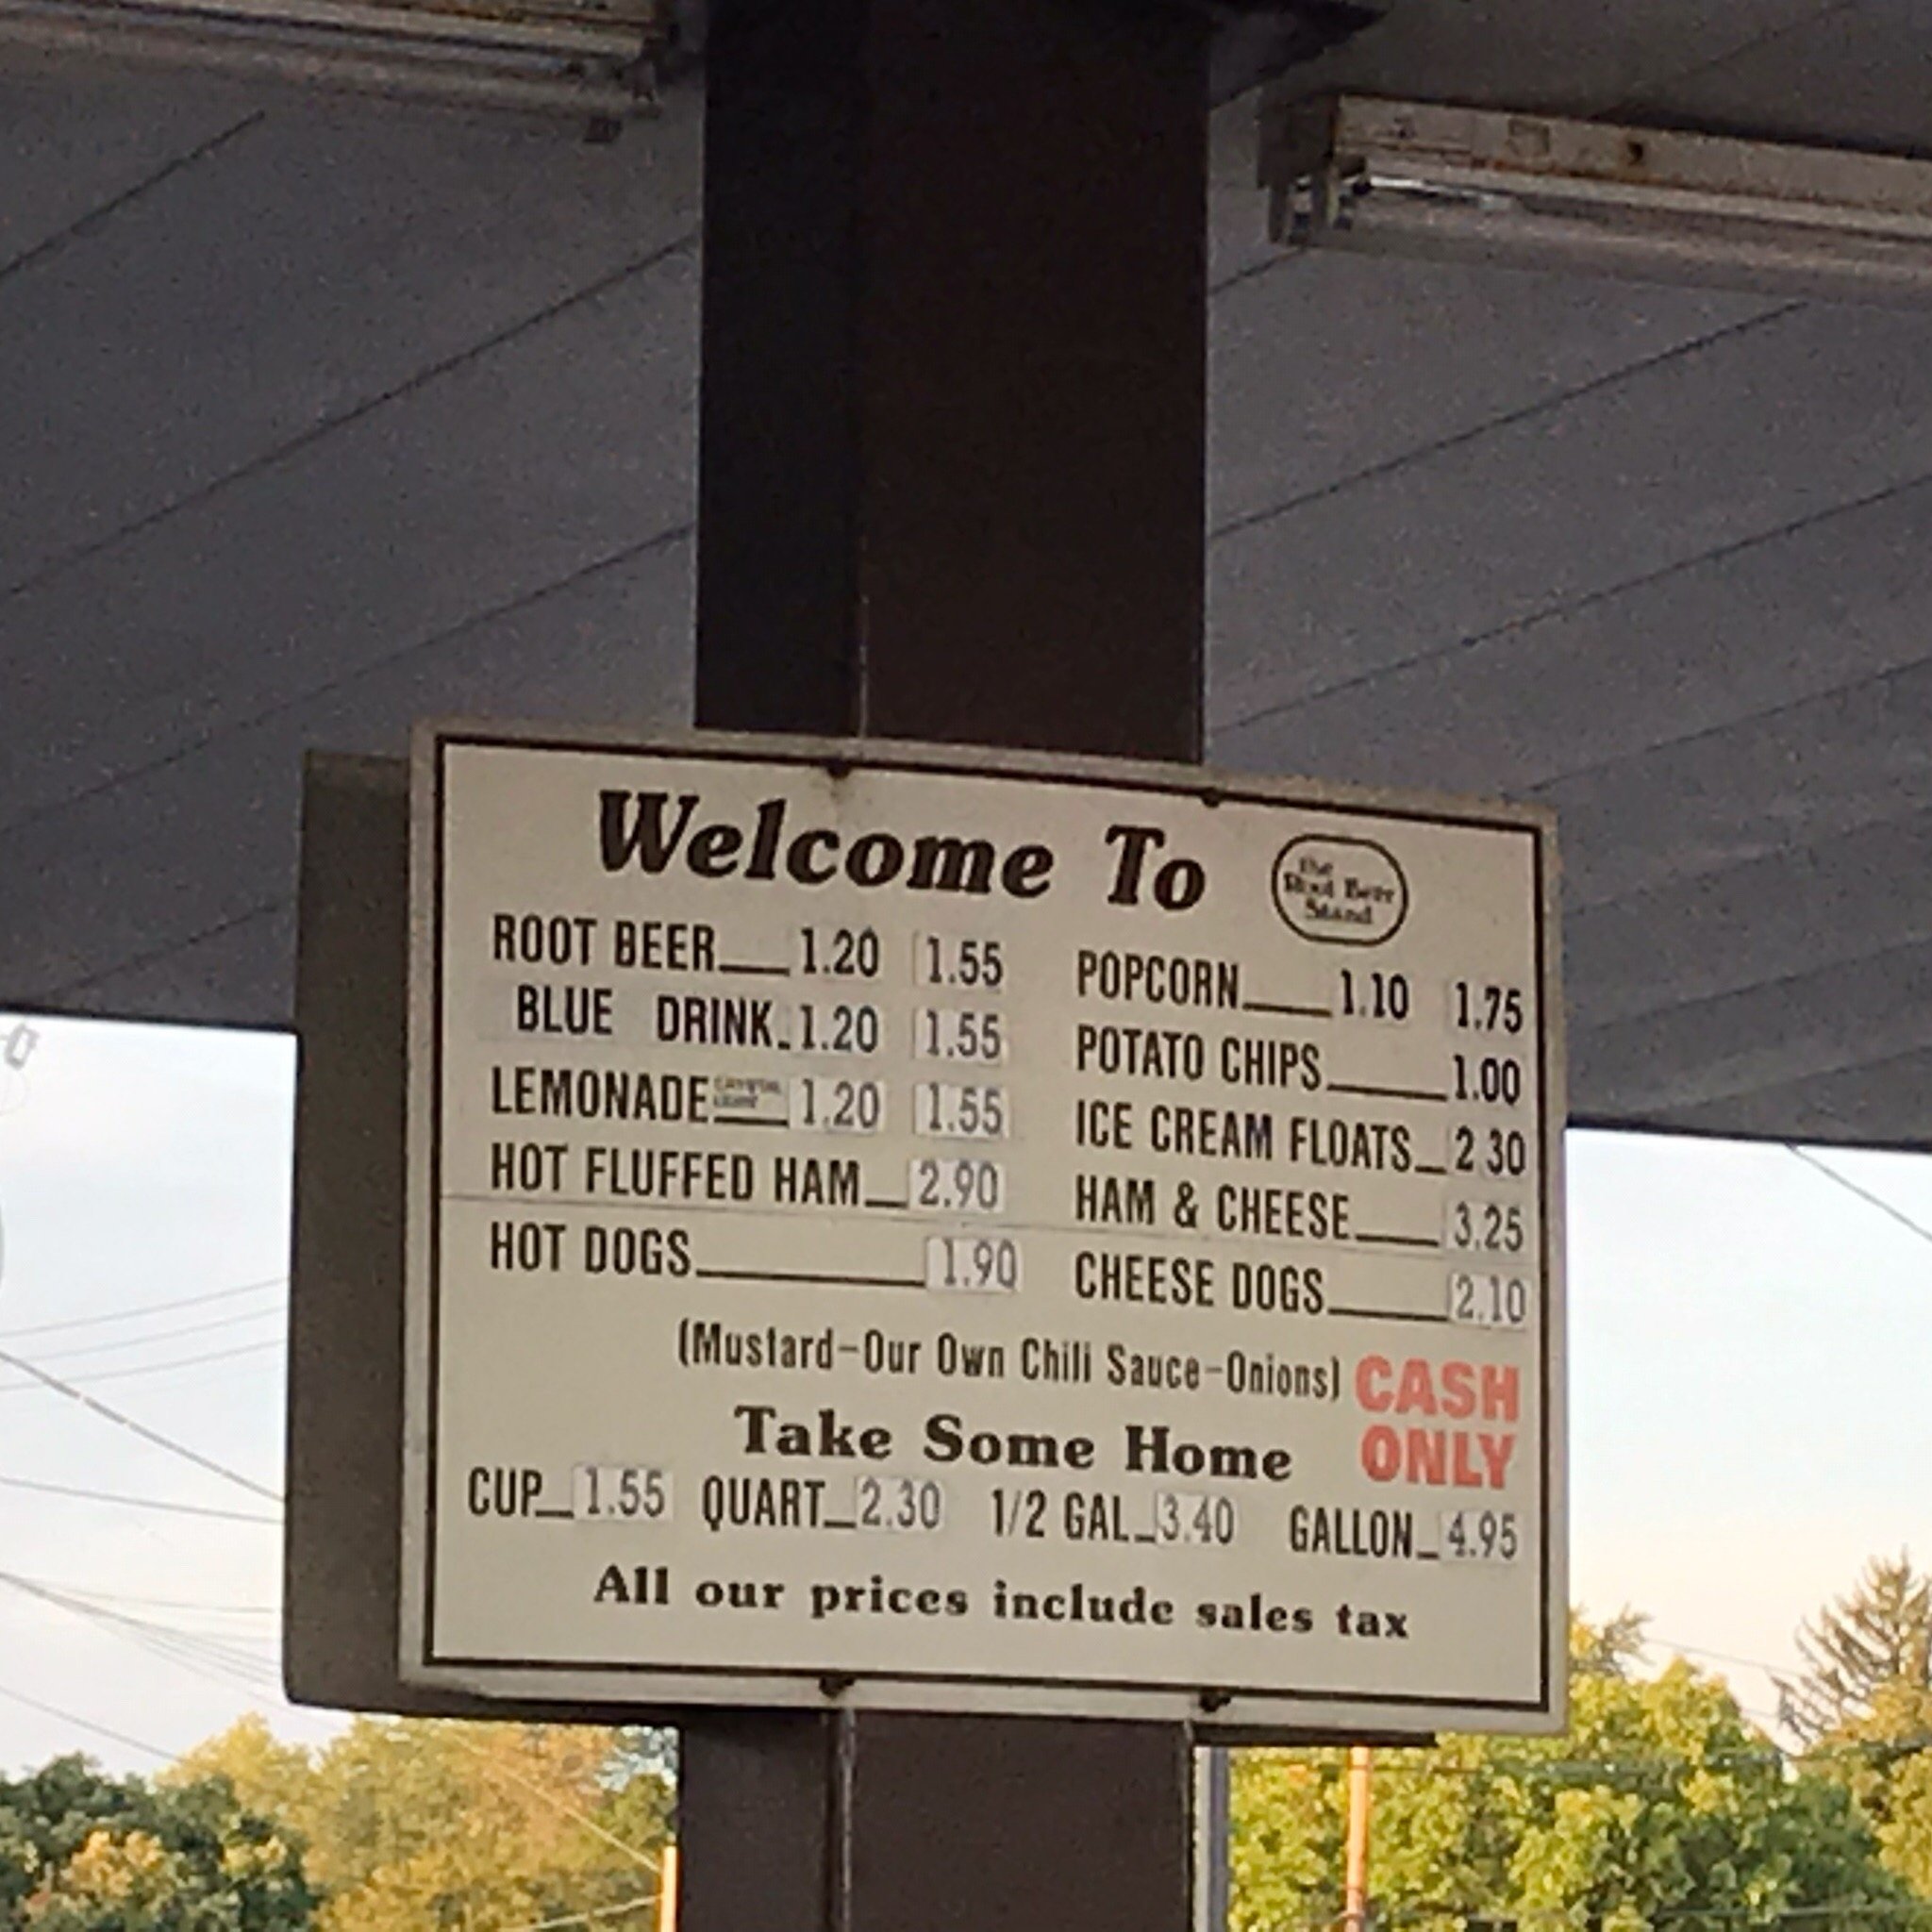 Welcome To
The
Root Beer
Stand
ROOT BEER 1.20 1.55
BLUE DRINK 1.20 1.55
LEMONADE 1.20 1.55
HOT FLUFFED HAM 2.90
HOT DOGS 1.90
POPCORN 1.10 1.75
POTATO CHIPS 1.00
ICE CREAM FLOATS 2 30
HAM & CHEESE 3.25
CHEESE DOGS 2.10
(Mustard-Our Own Chili Sauce-Onions)
CASH
ONLY
Take Some Home
CUP 1.55 QUART 2.30 1/2 GAL 3.40 GALLON 4.95
All our prices include sales tax